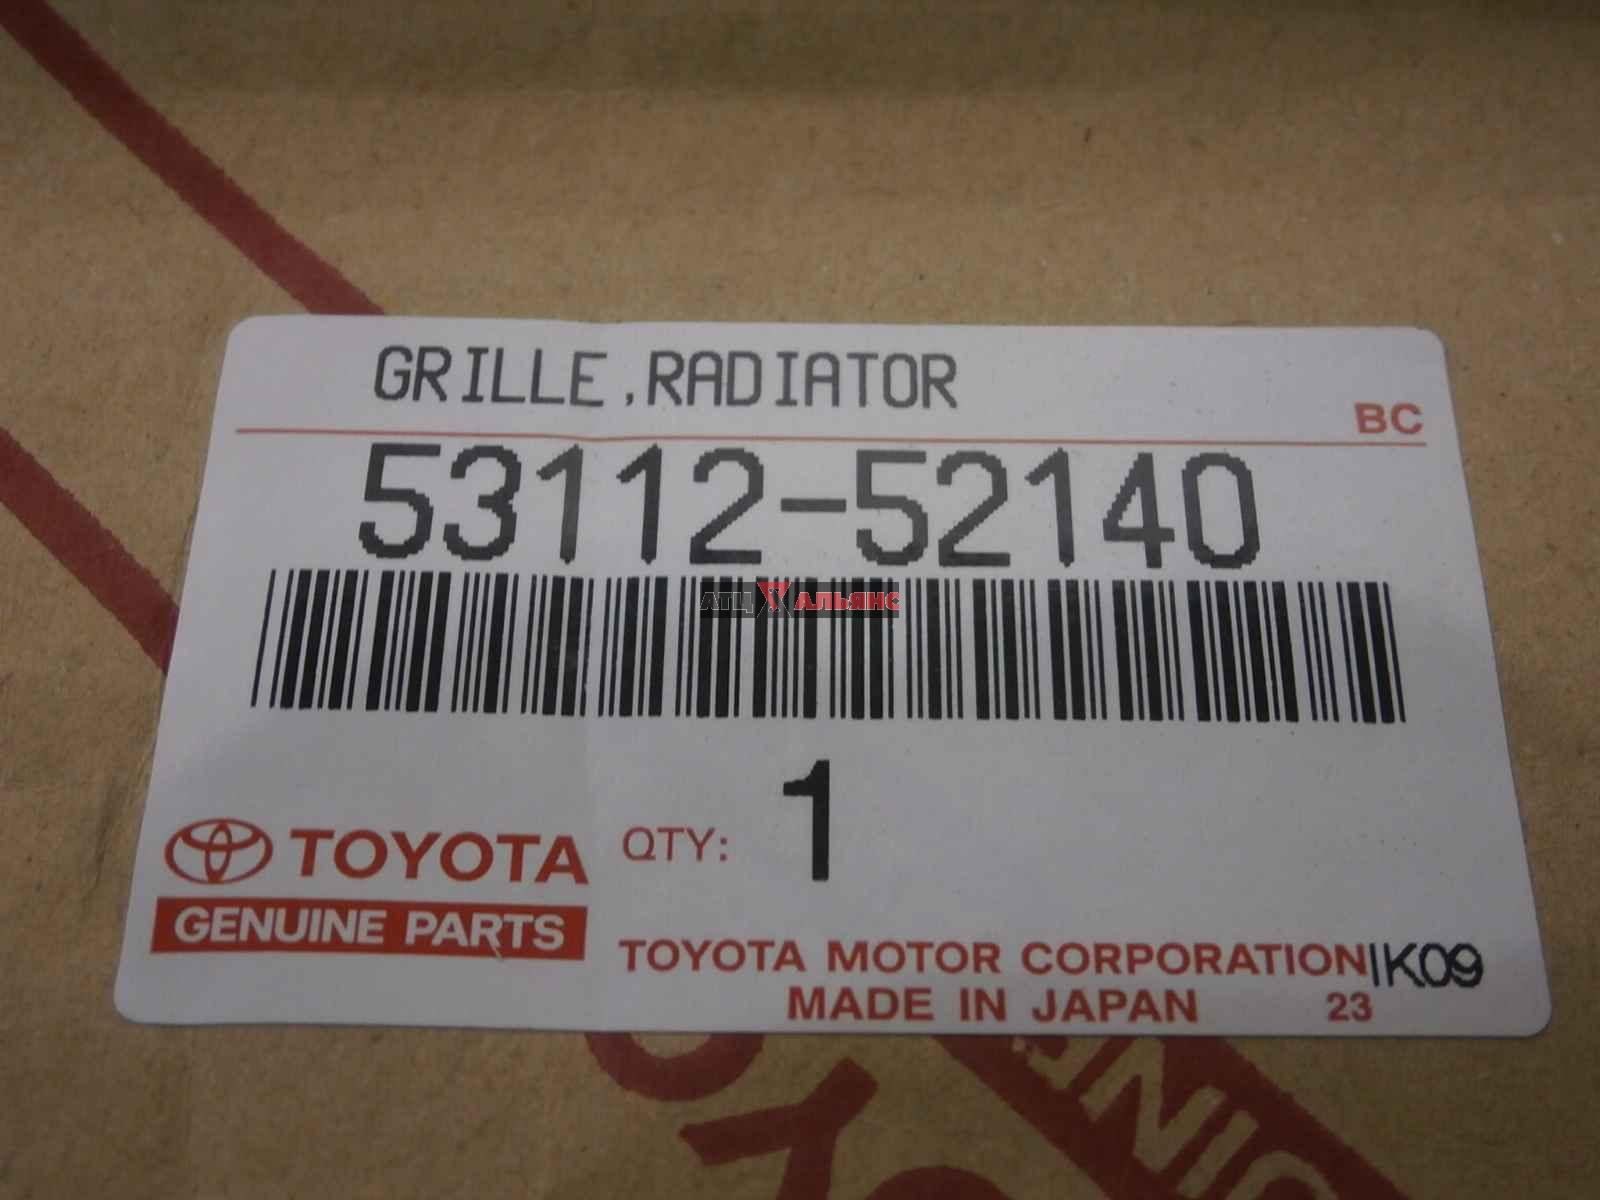 GRILLE,RADIATOR
BC
53112-52140
АТЦ АЛЬЯНС
QTY: 1
TOYOTA
GENUINE PARTS
TOYOTA MOTOR CORPORATION IK09
MADE IN JAPAN 23